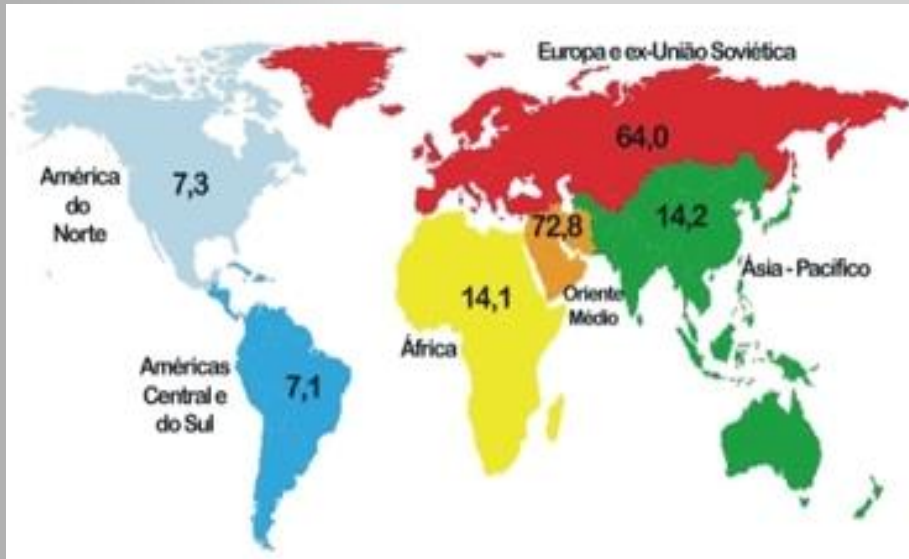 Europa e ex-União Soviética
64,0
América
do
Norte
7,3
72,8
14,2
Ásia - Pacífico
Oriente
Médio
14,1
África
Américas
Central e
do Sul
7,1